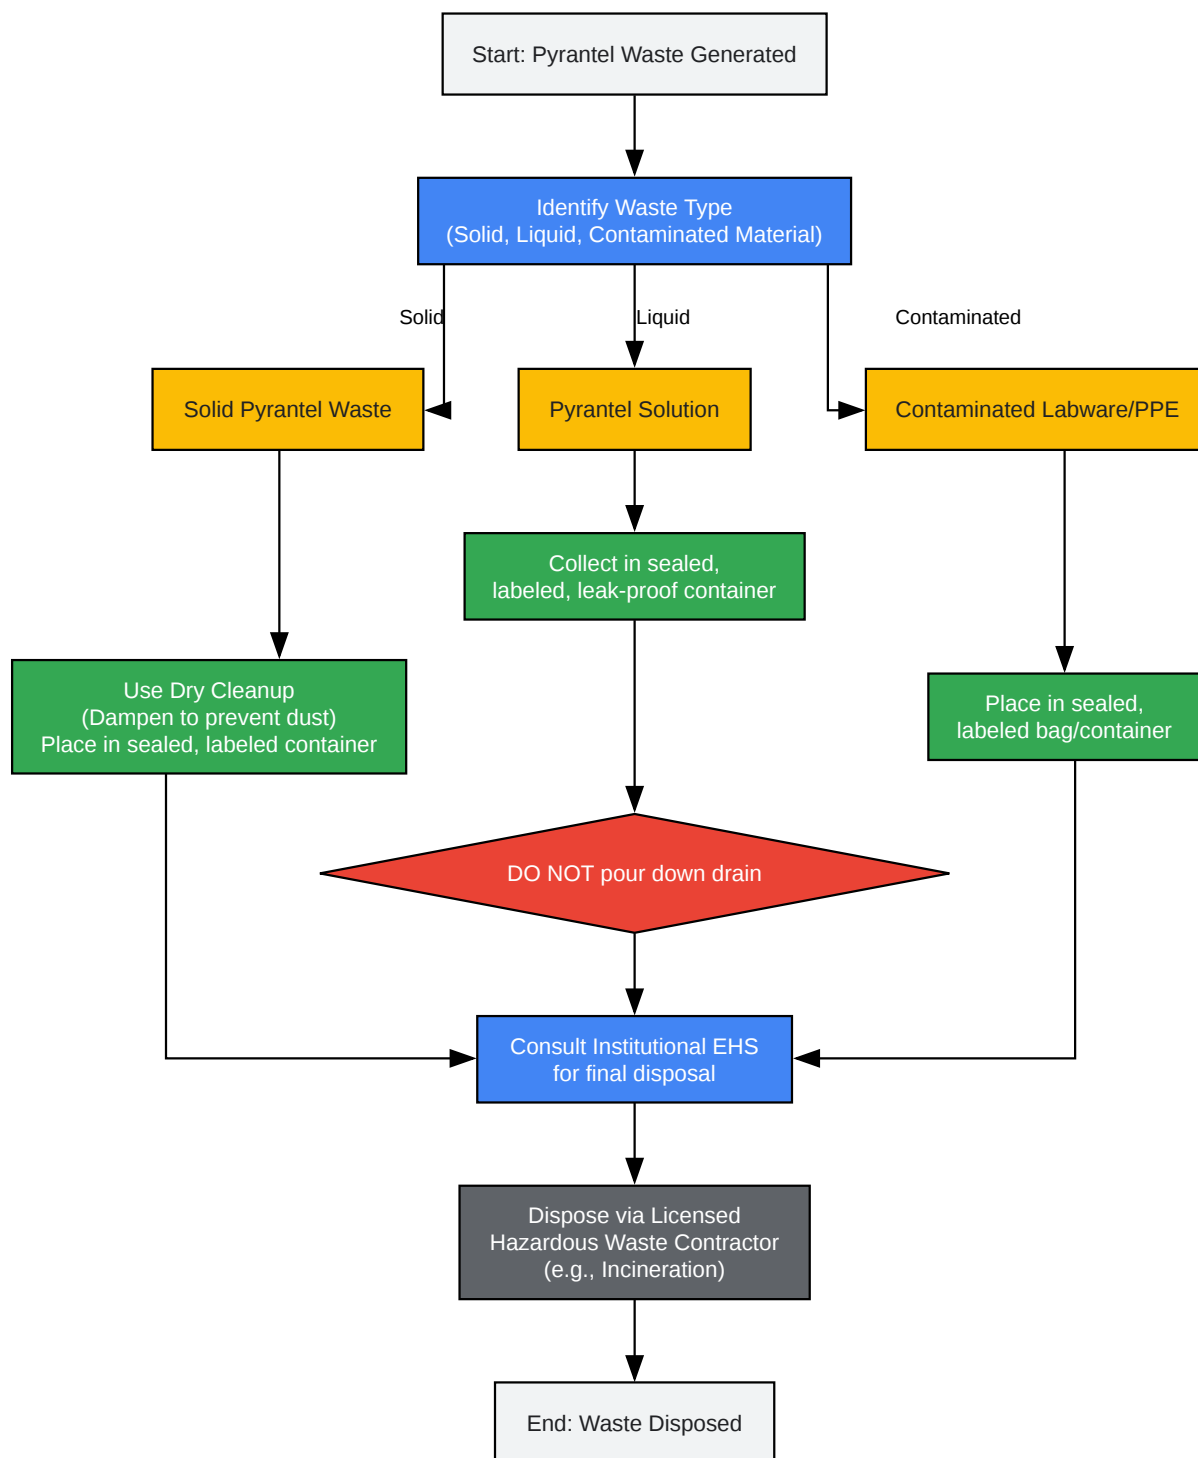 Start: Pyrantel Waste Generated
Identify Waste Type
(Solid, Liquid, Contaminated Material)
Solid
Liquid
Contaminated
Solid Pyrantel Waste
Pyrantel Solution
Contaminated Labware/PPE
Collect in sealed,
labeled, leak-proof container
Use Dry Cleanup
(Dampen to prevent dust)
Place in sealed, labeled container
Place in sealed,
labeled bag/container
DO NOT pour down drain
Consult Institutional EHS
for final disposal
Dispose via Licensed
Hazardous Waste Contractor
(e.g., Incineration)
End: Waste Disposed